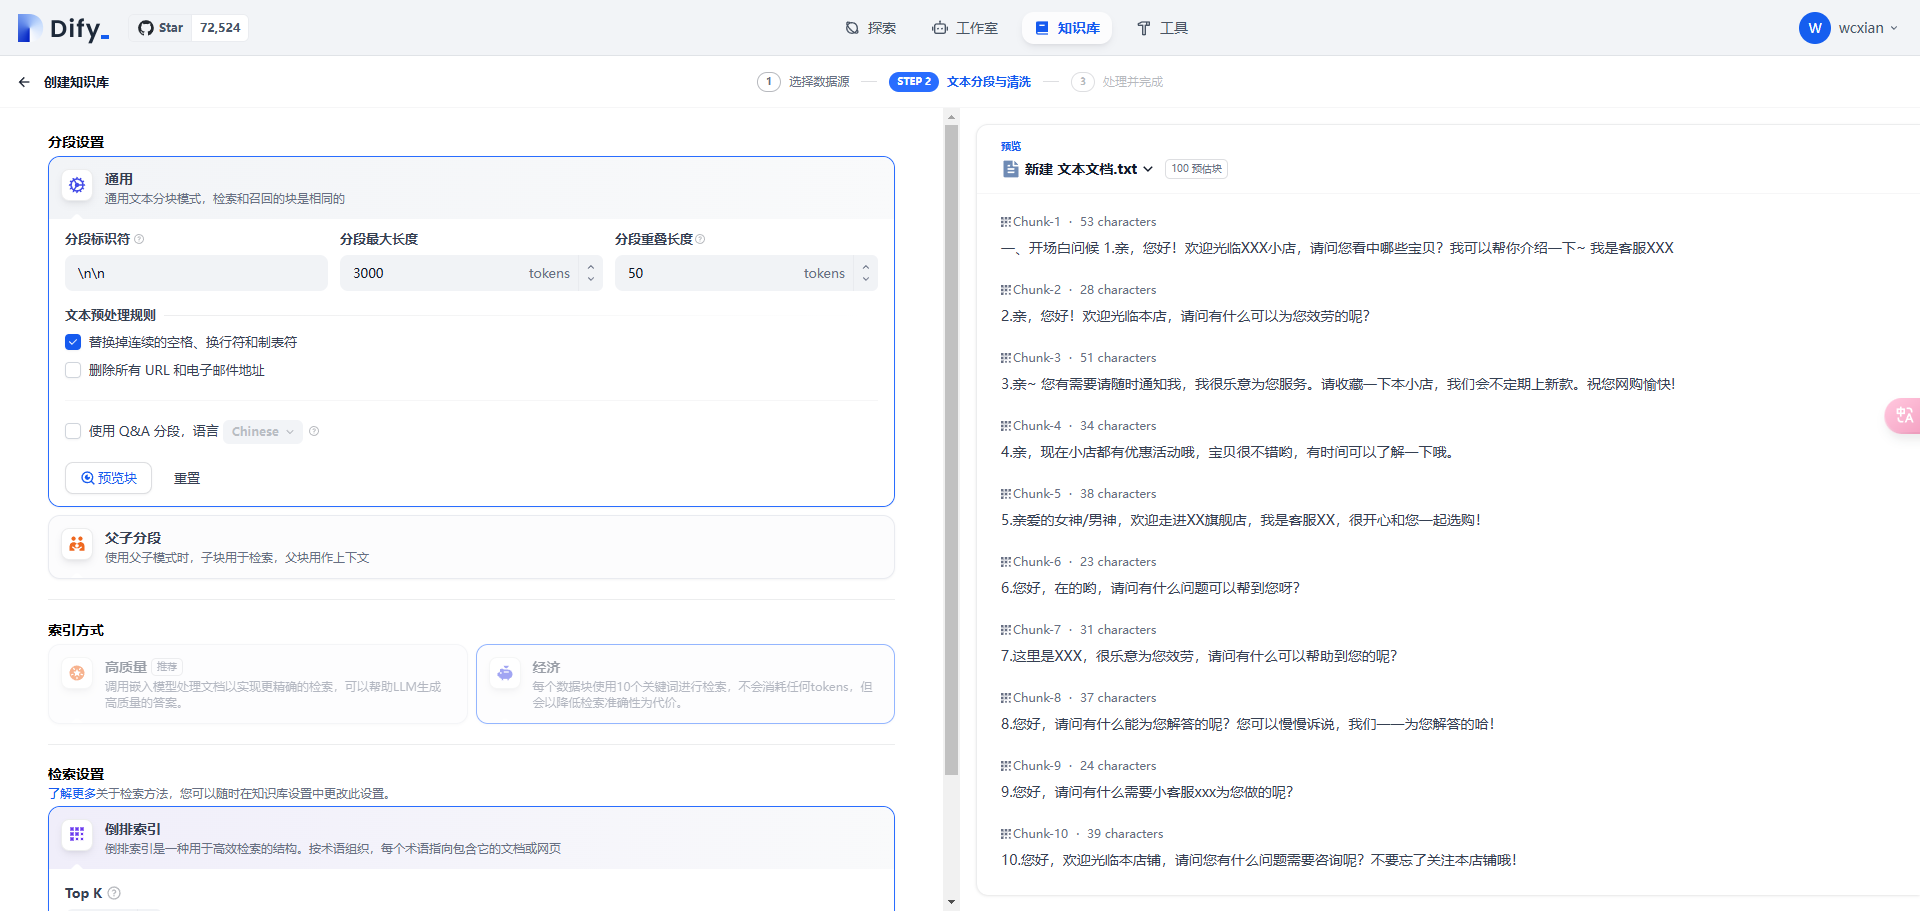 Dify_
Star 72,524
探索 工作室 知识库 工具
W wcxian
创建知识库
1 选择数据源 STEP 2 文本分段与清洗 3 处理并完成
分段设置
通用
通用文本分块模式，检索和召回的块是相同的
分段标识符 分段最大长度 分段重叠长度
\n\n 3000 tokens 50 tokens
文本预处理规则
替换掉连续的空格、换行符和制表符
删除所有 URL 和电子邮件地址
使用 Q&A 分段，语言 Chinese
预览块 重置
父子分段
使用父子模式时，子块用于检索，父块用作上下文
索引方式
高质量 推荐
调用嵌入模型处理文档以实现更精确的检索，可以帮助LLM生成
高质量的答案。
经济
每个数据块使用10个关键词进行检索，不会消耗任何tokens，但
会以降低检索准确性为代价。
检索设置
了解更多关于检索方法，您可以随时在知识库设置中更改此设置。
倒排索引
倒排索引是一种用于高效检索的结构。按术语组织，每个术语指向包含它的文档或网页
Top K
预览
新建 文本文档.txt 100 预估块
Chunk-1 · 53 characters
一、开场白问候 1.亲，您好！欢迎光临XXX小店，请问您看中哪些宝贝？我可以帮你介绍一下~ 我是客服XXX
Chunk-2 · 28 characters
2.亲，您好！欢迎光临本店，请问有什么可以为您效劳的呢？
Chunk-3 · 51 characters
3.亲~ 您有需要请随时通知我，我很乐意为您服务。请收藏一下本小店，我们会不定期上新款。祝您网购愉快！
Chunk-4 · 34 characters
4.亲，现在小店都有优惠活动哦，宝贝很不错哟，有时间可以了解一下哦。
Chunk-5 · 38 characters
5.亲爱的女神/男神，欢迎走进XX旗舰店，我是客服XX，很开心和您一起选购！
Chunk-6 · 23 characters
6.您好，在的哟，请问有什么问题可以帮到您呀？
Chunk-7 · 31 characters
7.这里是XXX，很乐意为您效劳，请问有什么可以帮助到您的呢？
Chunk-8 · 37 characters
8.您好，请问有什么能为您解答的呢？您可以慢慢诉说，我们一一为您解答的哈！
Chunk-9 · 24 characters
9.您好，请问有什么需要小客服xxx为您做的呢？
Chunk-10 · 39 characters
10.您好，欢迎光临本店铺，请问您有什么问题需要咨询呢？不要忘了关注本店铺哦！
中A